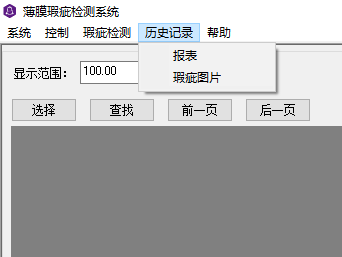 薄膜瑕疵检测系统
系统 控制 瑕疵检测 历史记录 帮助
报表
瑕疵图片
显示范围： 100.00
选择 查找 前一页 后一页